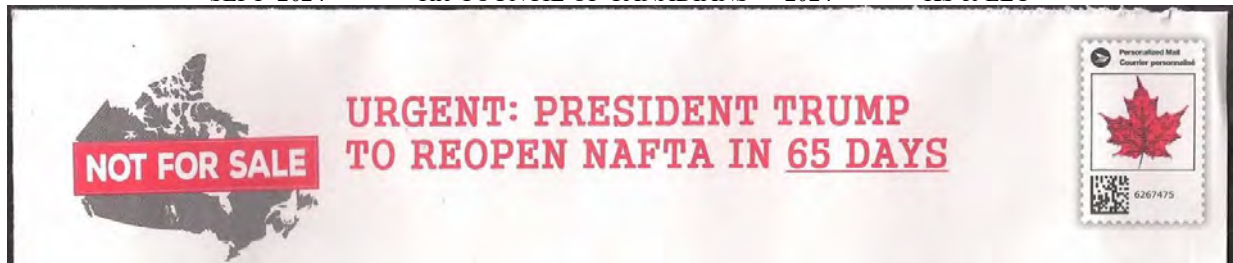 Personalized Mail
Courrier personnalisé
URGENT: PRESIDENT TRUMP
TO REOPEN NAFTA IN 65 DAYS
NOT FOR SALE
6267475